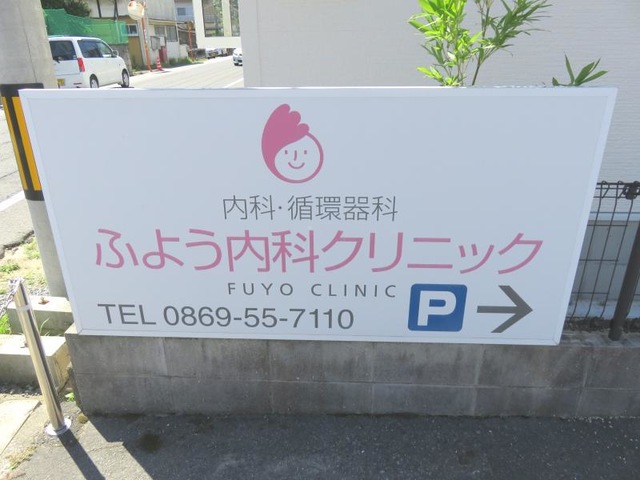 内科・循環器科
ふよう内科クリニック
FUYO CLINIC
TEL 0869-55-7110
P